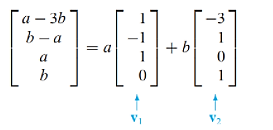 a − 3b
b − a
a
b
= a
1
−1
1
0
+ b
−3
1
0
1
v₁
v₂